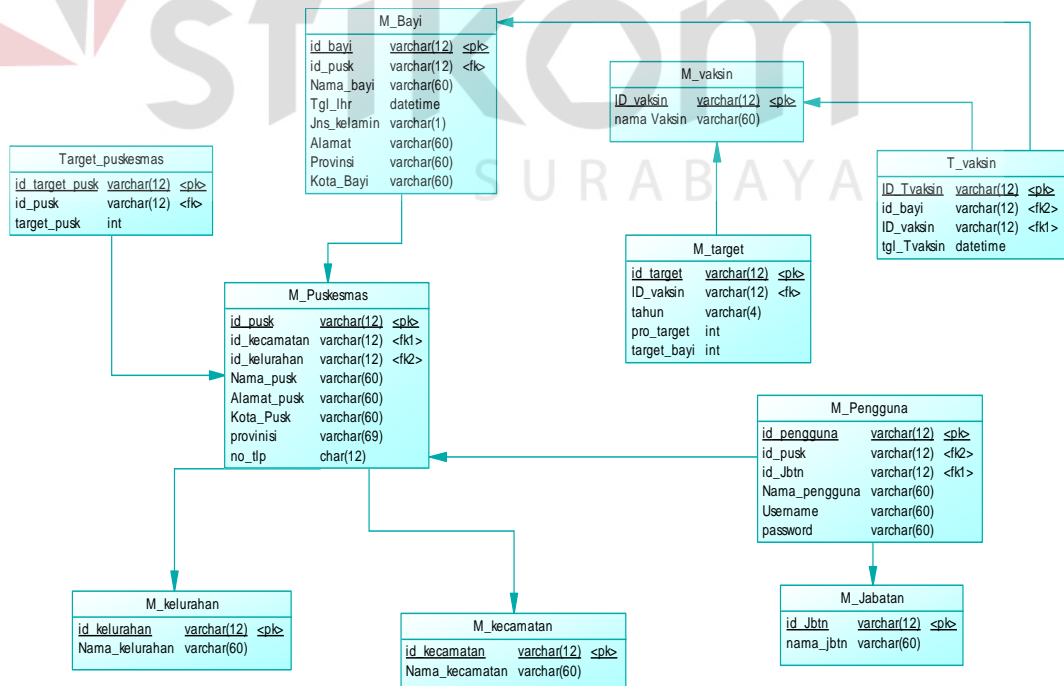 stikom
SURABAYA
M_Bayi
id_bayi varchar(12) <pk>
id_pusk varchar(12) <fk>
Nama_bayi varchar(60)
Tgl_lhr datetime
Jns_kelamin varchar(1)
Alamat varchar(60)
Provinsi varchar(60)
Kota_Bayi varchar(60)
M_vaksin
ID_vaksin varchar(12) <pk>
nama Vaksin varchar(60)
Target_puskesmas
id_target_pusk varchar(12) <pk>
id_pusk varchar(12) <fk>
target_pusk int
T_vaksin
ID_Tvaksin varchar(12) <pk>
id_bayi varchar(12) <fk2>
ID_vaksin varchar(12) <fk1>
tgl_Tvaksin datetime
M_target
id_target varchar(12) <pk>
ID_vaksin varchar(12) <fk>
tahun varchar(4)
pro_target int
target_bayi int
M_Puskesmas
id_pusk varchar(12) <pk>
id_kecamatan varchar(12) <fk1>
id_kelurahan varchar(12) <fk2>
Nama_pusk varchar(60)
Alamat_pusk varchar(60)
Kota_Pusk varchar(60)
provinisi varchar(69)
no_tlp char(12)
M_Pengguna
id_pengguna varchar(12) <pk>
id_pusk varchar(12) <fk2>
id_Jbtn varchar(12) <fk1>
Nama_pengguna varchar(60)
Username varchar(60)
password varchar(60)
M_kelurahan
id_kelurahan varchar(12) <pk>
Nama_kelurahan varchar(60)
M_kecamatan
id_kecamatan varchar(12) <pk>
Nama_kecamatan varchar(60)
M_Jabatan
id_Jbtn varchar(12) <pk>
nama_jbtn varchar(60)